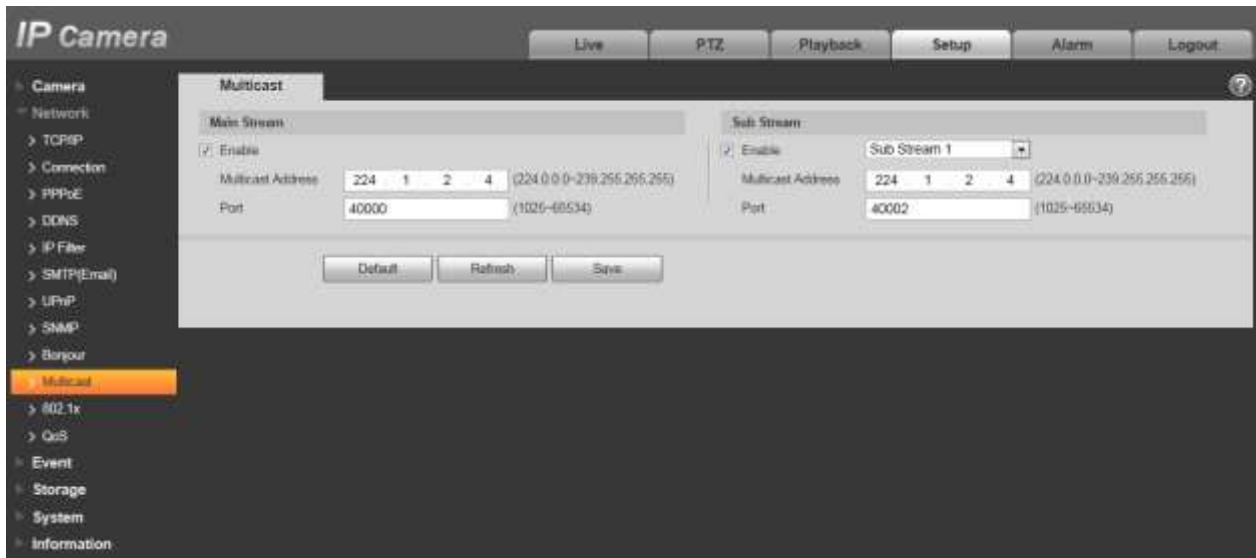 IP Camera
Live PTZ Playback Setup Alarm Logout
Camera
Network
TCP/IP
Connection
PPPoE
DDNS
IP Filter
SMTP(Email)
UPnP
SNMP
Bonjour
Multicast
802.1x
QoS
Event
Storage
System
Information
Multicast
?
Main Stream
Enable
Multicast Address 224 1 2 4 (224.0.0.0~239.255.255.255)
Port 40000 (1025~65534)
Sub Stream
Enable Sub Stream 1
Multicast Address 224 1 2 4 (224.0.0.0~239.255.255.255)
Port 40002 (1025~65534)
Default Refresh Save